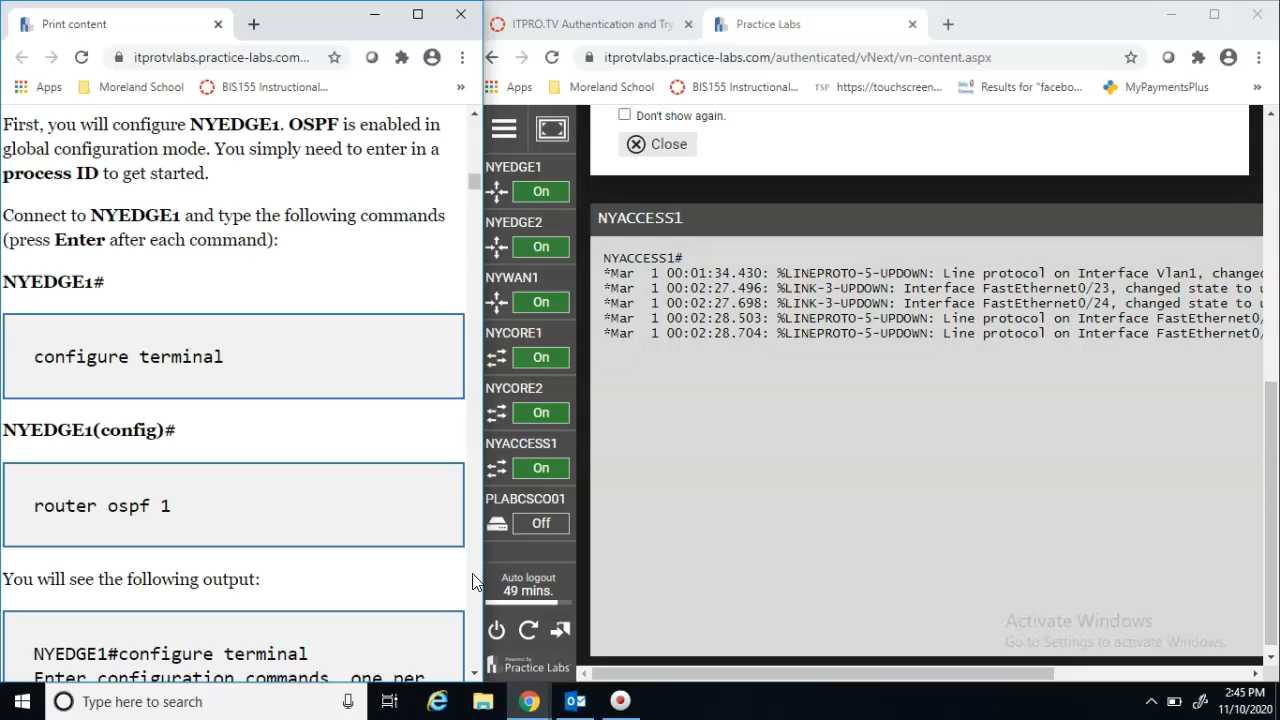 Print content
itprotvlabs.practice-labs.com...
Apps
Moreland School
BIS155 Instructional...
»
First, you will configure NYEDGE1. OSPF is enabled in
global configuration mode. You simply need to enter in a
process ID to get started.
Connect to NYEDGE1 and type the following commands
(press Enter after each command):
NYEDGE1#
configure terminal
NYEDGE1(config)#
router ospf 1
You will see the following output:
NYEDGE1#configure terminal
Enter configuration commands, one per
ITPRO.TV Authentication and Try
Practice Labs
itprotvlabs.practice-labs.com/authenticated/vNext/vn-content.aspx
Apps
Moreland School
BIS155 Instructional...
TSP https://touchscreen...
Results for "facebo...
MyPaymentsPlus
»
NYEDGE1
On
NYEDGE2
On
NYWAN1
On
NYCORE1
On
NYCORE2
On
NYACCESS1
On
PLABCSCO01
Off
Auto logout
49 mins.
Powered by
Practice Labs
Don't show again.
Close
NYACCESS1
NYACCESS1#
*Mar 1 00:01:34.430: %LINEPROTO-5-UPDOWN: Line protocol on Interface Vlan1, changed
*Mar 1 00:02:27.496: %LINK-3-UPDOWN: Interface FastEthernet0/23, changed state to u
*Mar 1 00:02:27.698: %LINK-3-UPDOWN: Interface FastEthernet0/24, changed state to u
*Mar 1 00:02:28.503: %LINEPROTO-5-UPDOWN: Line protocol on Interface FastEthernet0/
*Mar 1 00:02:28.704: %LINEPROTO-5-UPDOWN: Line protocol on Interface FastEthernet0/
Activate Windows
Go to Settings to activate Windows.
Type here to search
2:45 PM
11/10/2020